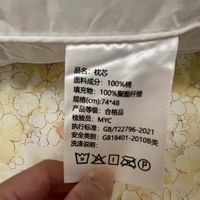 品名：枕芯
面料成分：100%棉
填充物：100%聚酯纤维
规格(cm):74*48
产品等级：合格品
检验员：MYC
执行标准：GB/T22796-2021
安全类别：GB18401-2010B类
洗涤说明：